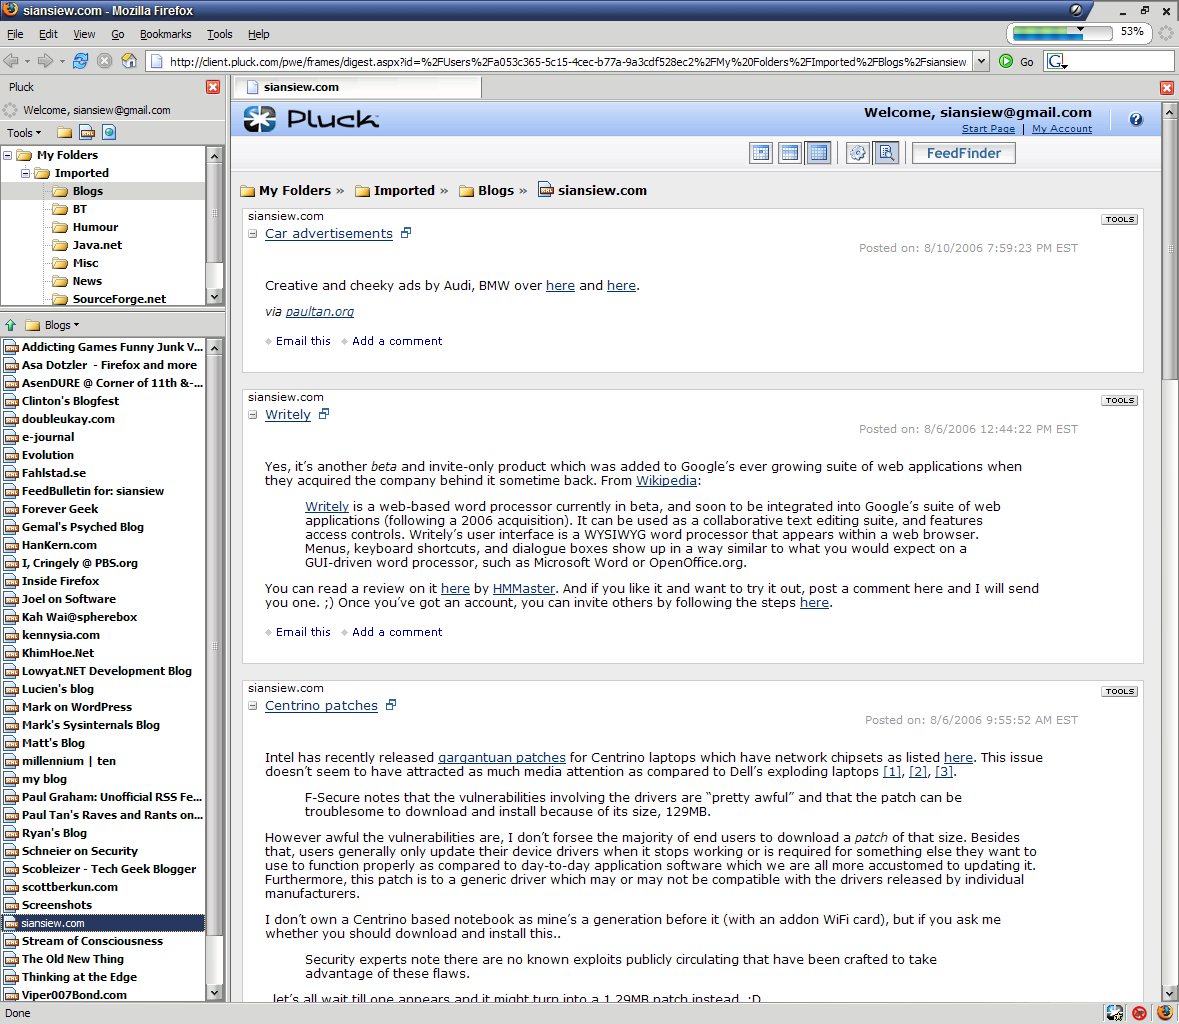 siansiew.com - Mozilla Firefox
File Edit View Go Bookmarks Tools Help
53%
http://client.pluck.com/pwe/frames/digest.aspx?id=%2FUsers%2Fa053c365-5c15-4cec-b77a-9a3cdf528ec2%2FMy%20Folders%2FImported%2FBlogs%2Fsiansiew
Go
G
Pluck
Welcome, siansiew@gmail.com
Tools
My Folders
Imported
Blogs
BT
Humour
Java.net
Misc
News
SourceForge.net
Blogs
Addicting Games Funny Junk V...
Asa Dotzler - Firefox and more
AsenDURE @ Corner of 11th &-...
Clinton's Blogfest
doubleukay.com
e-journal
Evolution
Fahlstad.se
FeedBulletin for: siansiew
Forever Geek
Gemal's Psyched Blog
HanKern.com
I, Cringely @ PBS.org
Inside Firefox
Joel on Software
Kah Wai@spherebox
kennysia.com
KhimHoe.Net
Lowyat.NET Development Blog
Lucien's blog
Mark on WordPress
Mark's Sysinternals Blog
Matt's Blog
millennium | ten
my blog
Paul Graham: Unofficial RSS Fe...
Paul Tan's Raves and Rants on...
Ryan's Blog
Schneier on Security
Scobleizer - Tech Geek Blogger
scottberkun.com
Screenshots
siansiew.com
Stream of Consciousness
The Old New Thing
Thinking at the Edge
Viper007Bond.com
siansiew.com
Pluck
Welcome, siansiew@gmail.com
Start Page | My Account
?
FeedFinder
My Folders » Imported » Blogs » siansiew.com
siansiew.com
TOOLS
Car advertisements
Posted on: 8/10/2006 7:59:23 PM EST
Creative and cheeky ads by Audi, BMW over here and here.
via paultan.org
Email this Add a comment
siansiew.com
TOOLS
Writely
Posted on: 8/6/2006 12:44:22 PM EST
Yes, it's another beta and invite-only product which was added to Google's ever growing suite of web applications when
they acquired the company behind it sometime back. From Wikipedia:
Writely is a web-based word processor currently in beta, and soon to be integrated into Google's suite of web
applications (following a 2006 acquisition). It can be used as a collaborative text editing suite, and features
access controls. Writely's user interface is a WYSIWYG word processor that appears within a web browser.
Menus, keyboard shortcuts, and dialogue boxes show up in a way similar to what you would expect on a
GUI-driven word processor, such as Microsoft Word or OpenOffice.org.
You can read a review on it here by HMMaster. And if you like it and want to try it out, post a comment here and I will send
you one. ;) Once you've got an account, you can invite others by following the steps here.
Email this Add a comment
siansiew.com
TOOLS
Centrino patches
Posted on: 8/6/2006 9:55:52 AM EST
Intel has recently released gargantuan patches for Centrino laptops which have network chipsets as listed here. This issue
doesn't seem to have attracted as much media attention as compared to Dell's exploding laptops [1], [2], [3].
F-Secure notes that the vulnerabilities involving the drivers are “pretty awful” and that the patch can be
troublesome to download and install because of its size, 129MB.
However awful the vulnerabilities are, I don't forsee the majority of end users to download a patch of that size. Besides
that, users generally only update their device drivers when it stops working or is required for something else they want to
use to function properly as compared to day-to-day application software which we are all more accustomed to updating it.
Furthermore, this patch is to a generic driver which may or may not be compatible with the drivers released by individual
manufacturers.
I don't own a Centrino based notebook as mine's a generation before it (with an addon WiFi card), but if you ask me
whether you should download and install this..
Security experts note there are no known exploits publicly circulating that have been crafted to take
advantage of these flaws.
let's all wait till one appears and it might turn into a 1.29MB patch instead. :D
Done